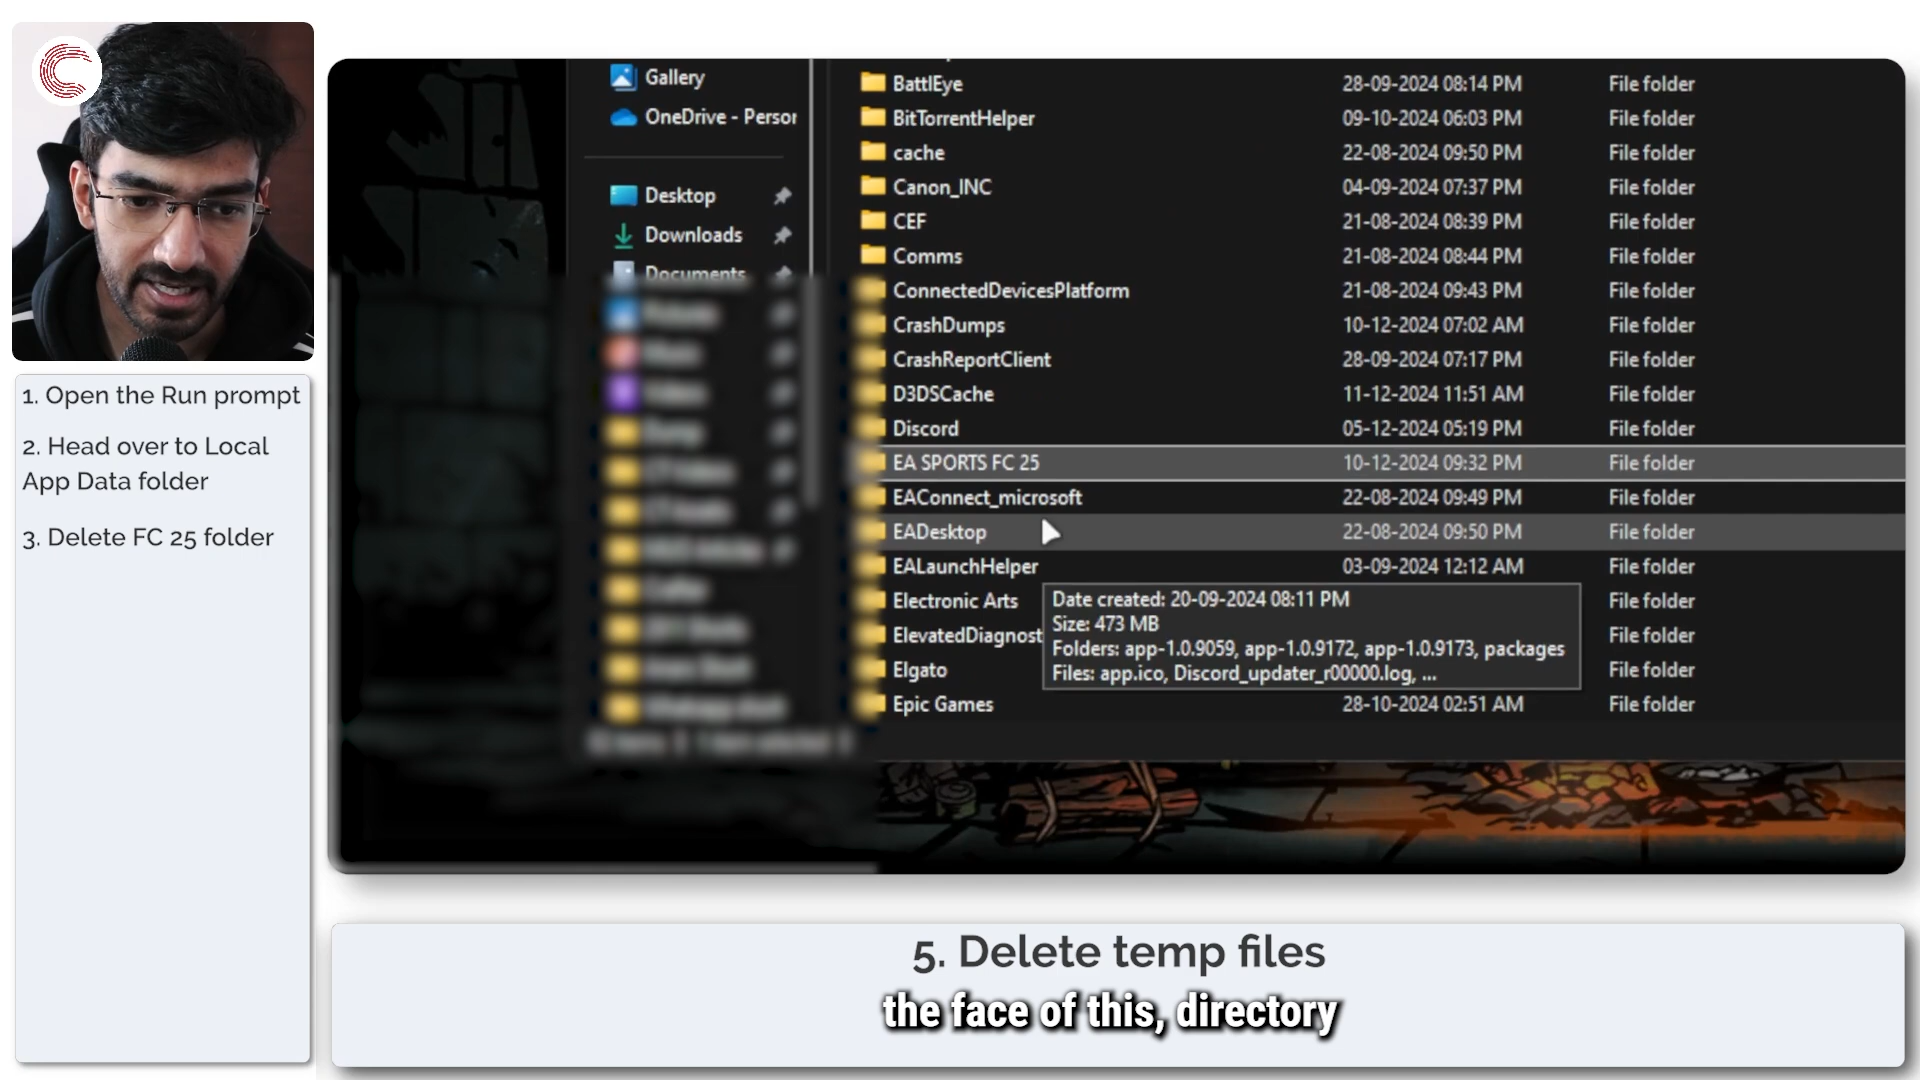 1. Open the Run prompt
2. Head over to Local
App Data folder
3. Delete FC 25 folder
Gallery
OneDrive - Person
Desktop
Downloads
Documents
BattlEye 28-09-2024 08:14 PM File folder
BitTorrentHelper 09-10-2024 06:03 PM File folder
cache 22-08-2024 09:50 PM File folder
Canon_INC 04-09-2024 07:37 PM File folder
CEF 21-08-2024 08:39 PM File folder
Comms 21-08-2024 08:44 PM File folder
ConnectedDevicesPlatform 21-08-2024 09:43 PM File folder
CrashDumps 10-12-2024 07:02 AM File folder
CrashReportClient 28-09-2024 07:17 PM File folder
D3DSCache 11-12-2024 11:51 AM File folder
Discord 05-12-2024 05:19 PM File folder
EA SPORTS FC 25 10-12-2024 09:32 PM File folder
EAConnect_microsoft 22-08-2024 09:49 PM File folder
EADesktop 22-08-2024 09:50 PM File folder
EALaunchHelper 03-09-2024 12:12 AM File folder
Electronic Arts File folder
ElevatedDiagnost File folder
Elgato File folder
Epic Games 28-10-2024 02:51 AM File folder
Date created: 20-09-2024 08:11 PM
Size: 473 MB
Folders: app-1.0.9059, app-1.0.9172, app-1.0.9173, packages
Files: app.ico, Discord_updater_r00000.log, ...
5. Delete temp files
the face of this, directory